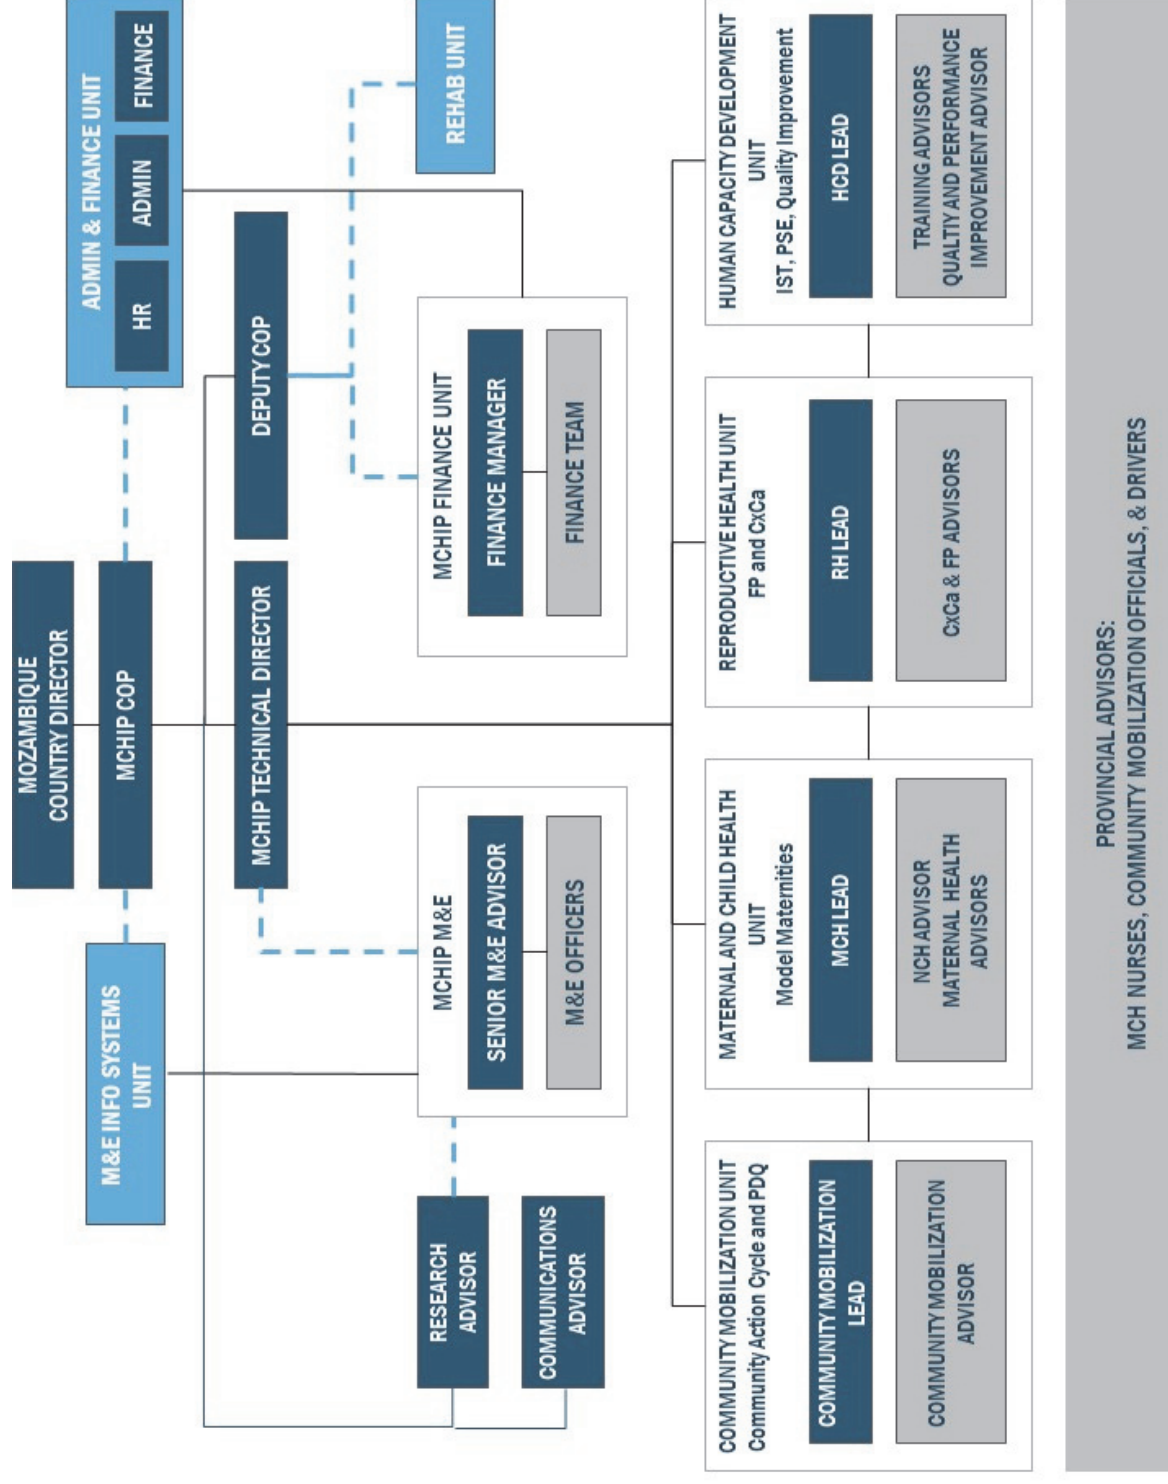 MOZAMBIQUE
COUNTRY DIRECTOR
M&E INFO SYSTEMS
UNIT
MCHIP COP
ADMIN & FINANCE UNIT
HR
ADMIN
FINANCE
MCHIP TECHNICAL DIRECTOR
DEPUTY COP
RESEARCH
ADVISOR
COMMUNICATIONS
ADVISOR
MCHIP M&E
SENIOR M&E ADVISOR
M&E OFFICERS
MCHIP FINANCE UNIT
FINANCE MANAGER
FINANCE TEAM
REHAB UNIT
COMMUNITY MOBILIZATION UNIT
Community Action Cycle and PDQ
COMMUNITY MOBILIZATION
LEAD
COMMUNITY MOBILIZATION
ADVISOR
MATERNAL AND CHILD HEALTH
UNIT
Model Maternities
MCH LEAD
NCH ADVISOR
MATERNAL HEALTH
ADVISORS
REPRODUCTIVE HEALTH UNIT
FP and CxCa
RH LEAD
CxCa & FP ADVISORS
HUMAN CAPACITY DEVELOPMENT
UNIT
IST, PSE, Quality Improvement
HCD LEAD
TRAINING ADVISORS
QUALTIY AND PERFORMANCE
IMPROVEMENT ADVISOR
PROVINCIAL ADVISORS:
MCH NURSES, COMMUNITY MOBILIZATION OFFICIALS, & DRIVERS